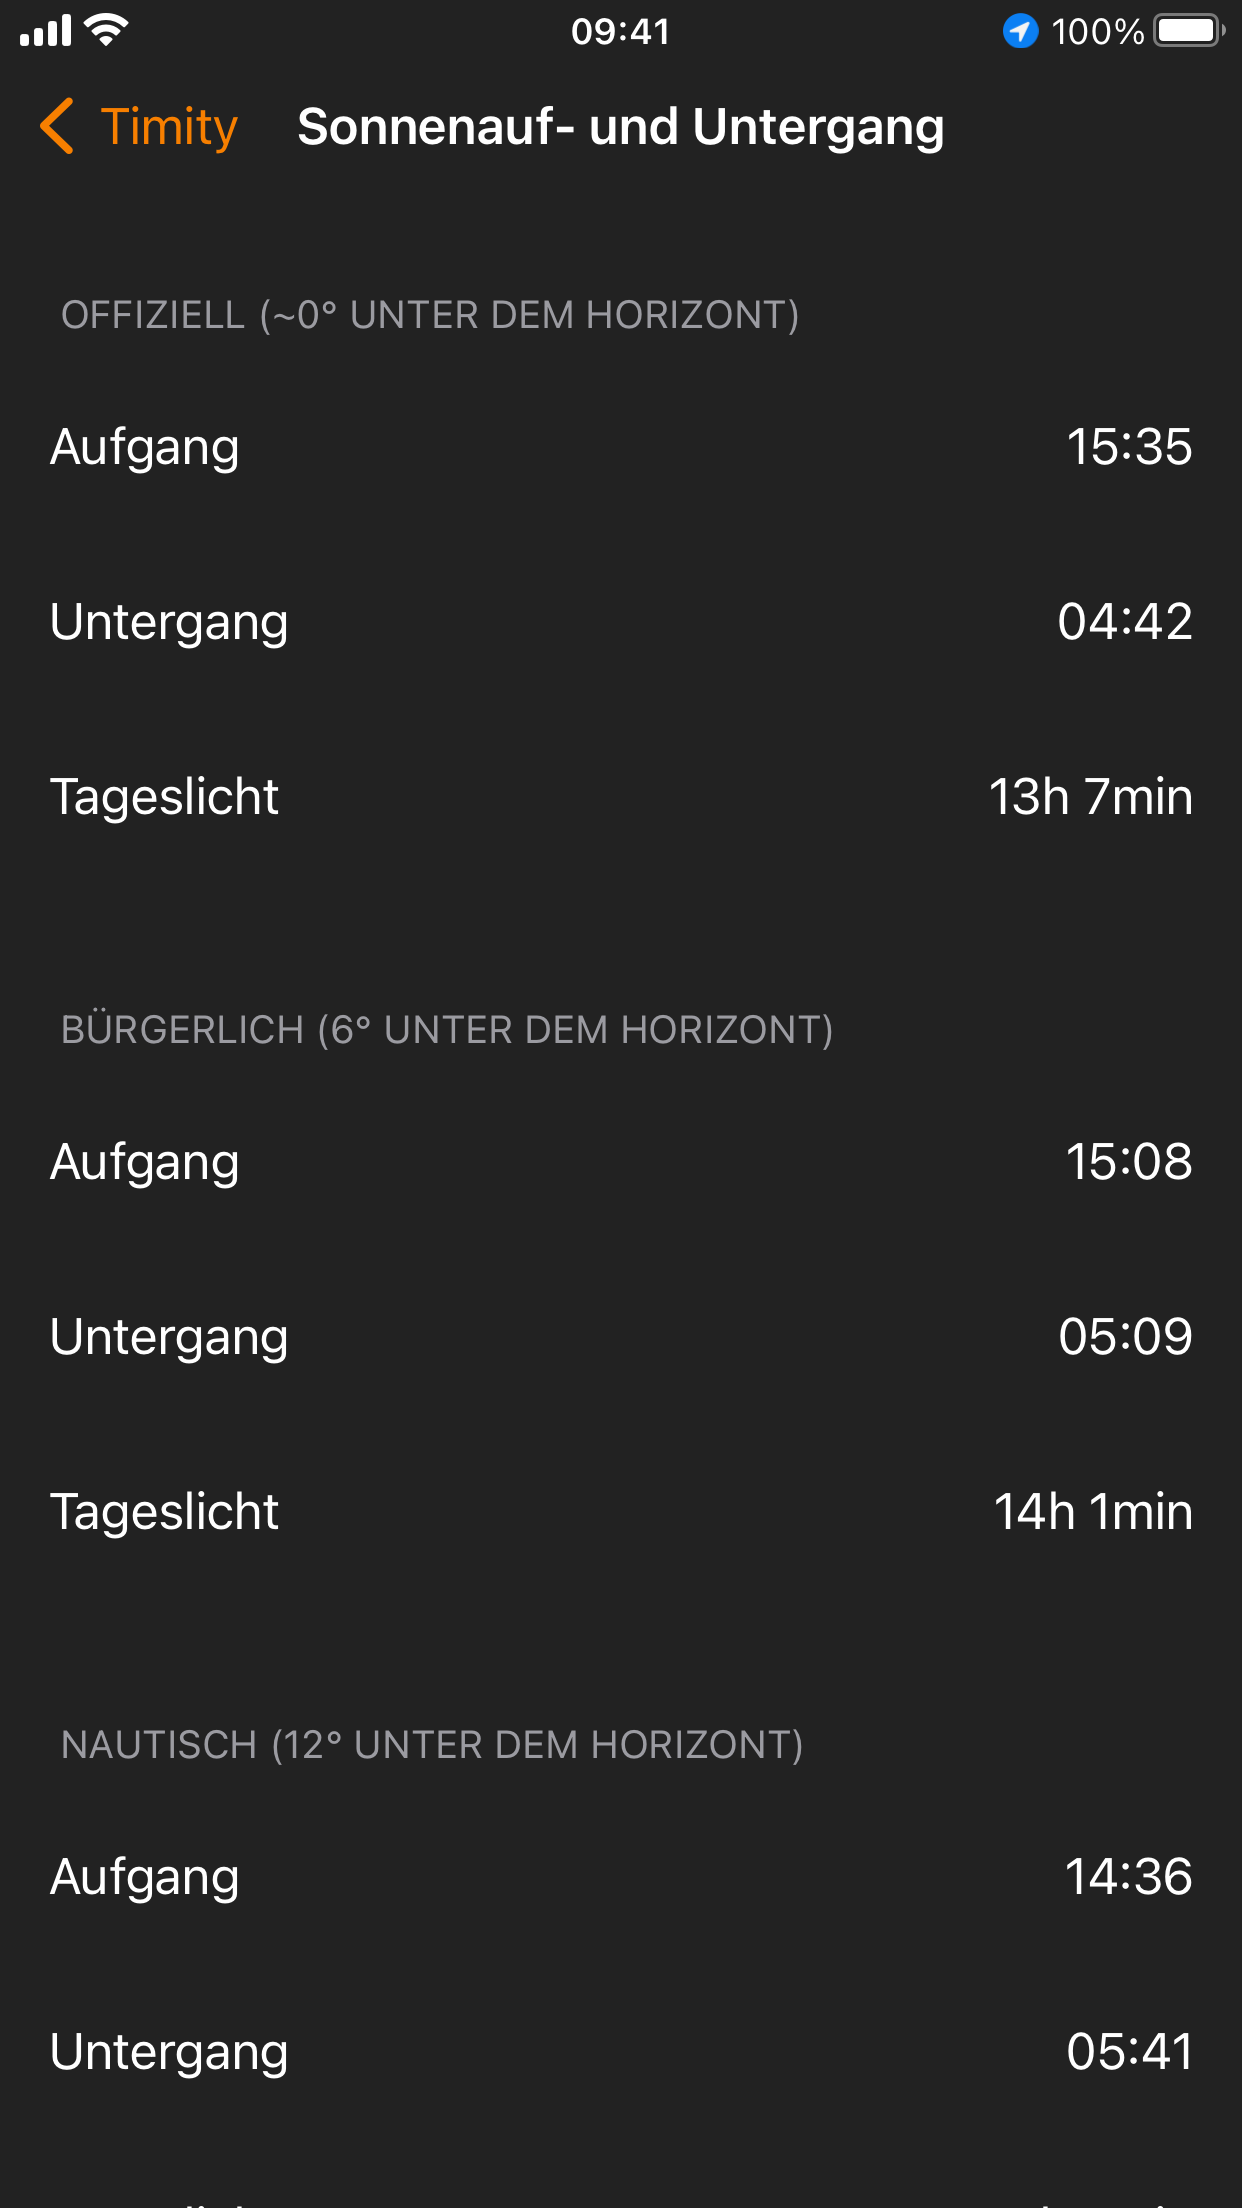 09:41
100%
Timity
Sonnenauf- und Untergang
OFFIZIELL (~0° UNTER DEM HORIZONT)
Aufgang 15:35
Untergang 04:42
Tageslicht 13h 7min
BÜRGERLICH (6° UNTER DEM HORIZONT)
Aufgang 15:08
Untergang 05:09
Tageslicht 14h 1min
NAUTISCH (12° UNTER DEM HORIZONT)
Aufgang 14:36
Untergang 05:41